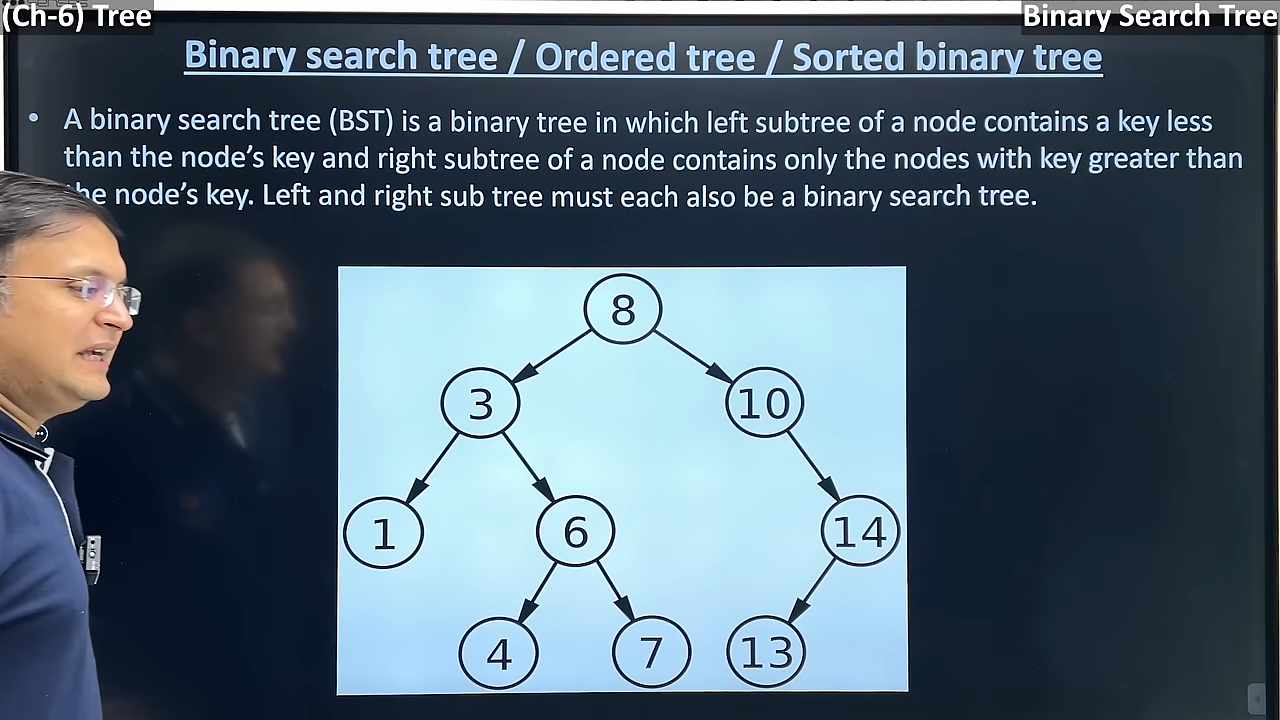 (Ch-6) Tree
Binary Search Tree
Binary search tree / Ordered tree / Sorted binary tree
• A binary search tree (BST) is a binary tree in which left subtree of a node contains a key less
than the node’s key and right subtree of a node contains only the nodes with key greater than
he node’s key. Left and right sub tree must each also be a binary search tree.
8
3
10
1
6
14
4
7
13